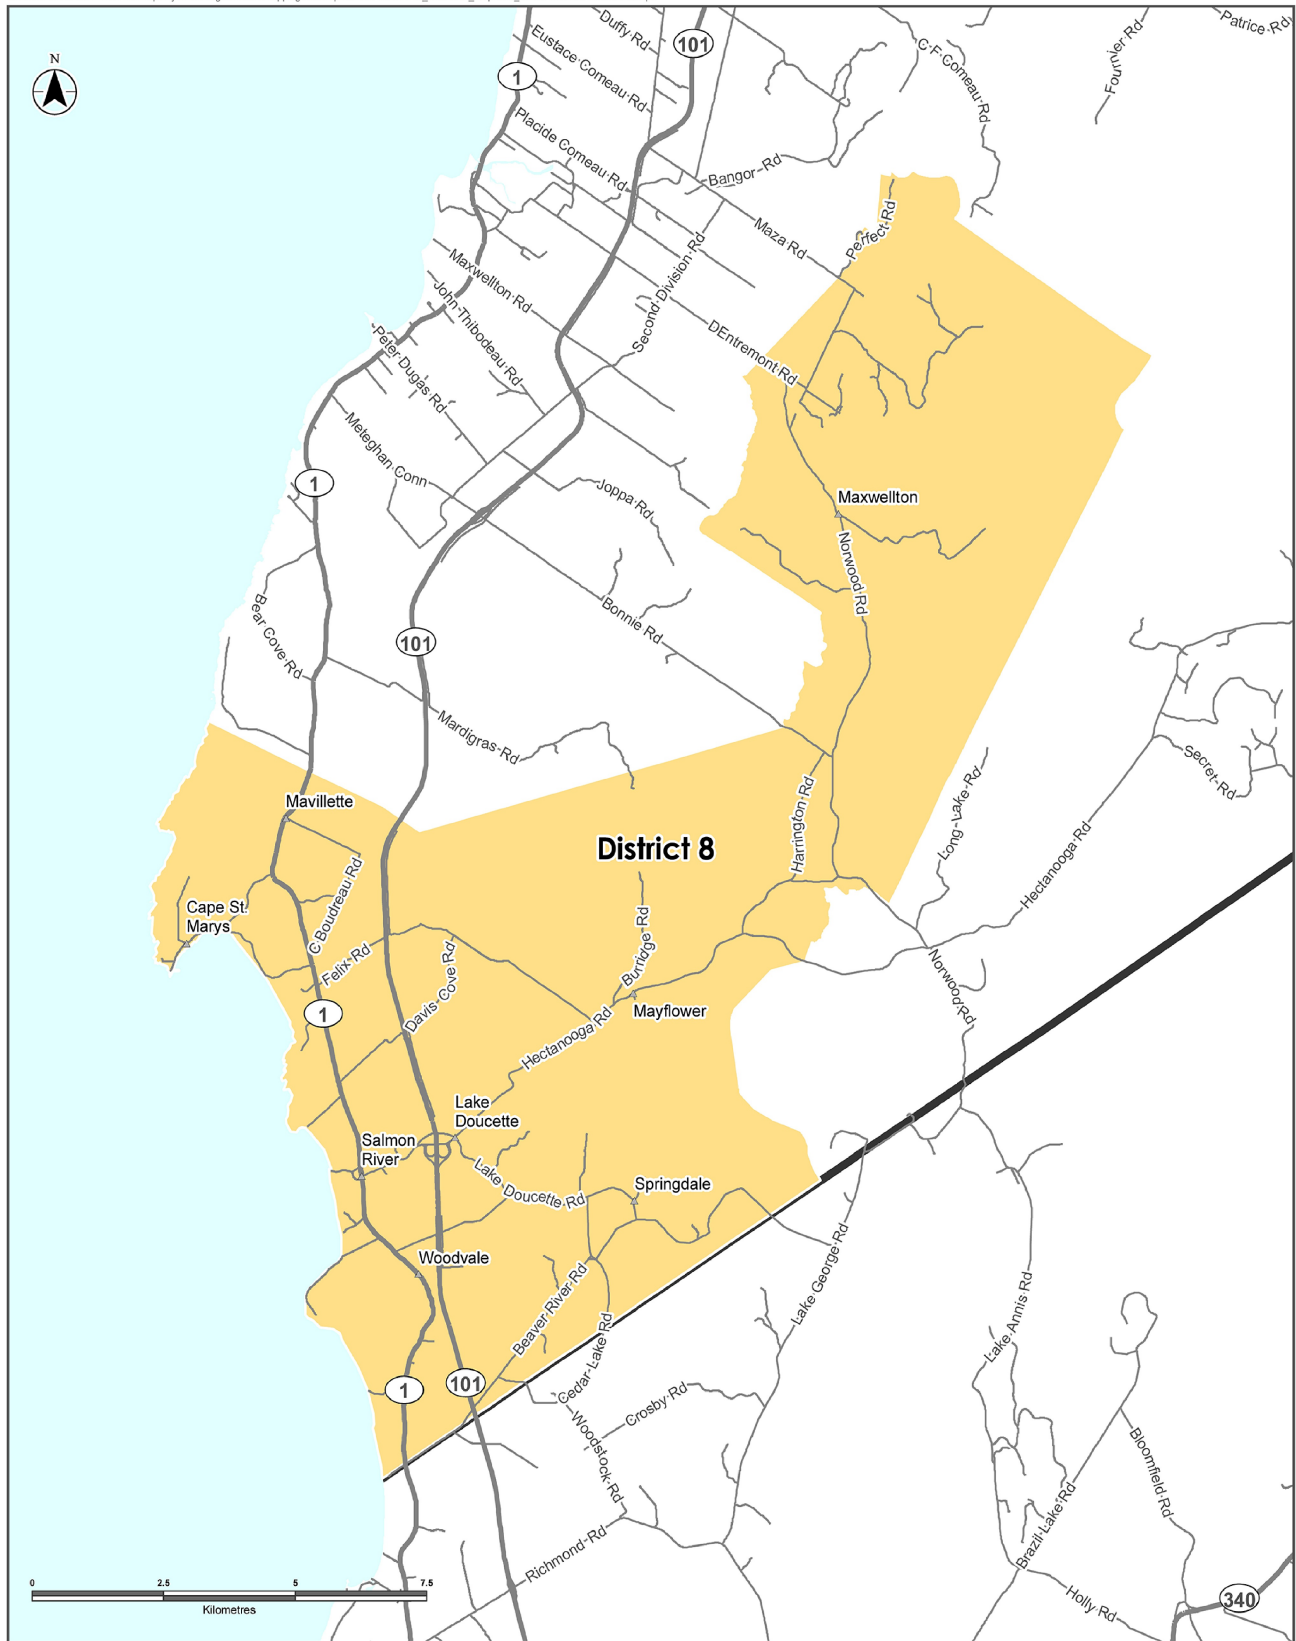 Duffy Rd
Patrice Rd
101
Eustace Comeau Rd
C F Comeau Rd
Fournier Rd
N
1
Placide Comeau Rd
Bangor Rd
Maza Rd
Perfect Rd
Second Division Rd
Maxwellton Rd
John Thibodeau Rd
Peter Dugas Rd
DEntremont Rd
Meteghan Conn
1
Joppa Rd
Maxwellton
Norwood Rd
Bear Cove Rd
Bonnie Rd
101
Mardigras Rd
Secret Rd
Mavillette
Harrington Rd
Long Lake Rd
Hectanooga Rd
District 8
C Boudreau Rd
Cape St.
Marys
Burridge Rd
Felix Rd
Davis Cove Rd
Norwood Rd
1
Mayflower
Hectanooga Rd
Lake
Doucette
Salmon
River
Lake Doucette Rd
Springdale
Woodvale
Lake George Rd
Beaver River Rd
Lake Annis Rd
Cedar Lake Rd
1
101
Crosby Rd
Woodstock Rd
Bloomfield Rd
Brazil Lake Rd
Richmond Rd
Holly Rd
340
0 2.5 5 7.5
Kilometres